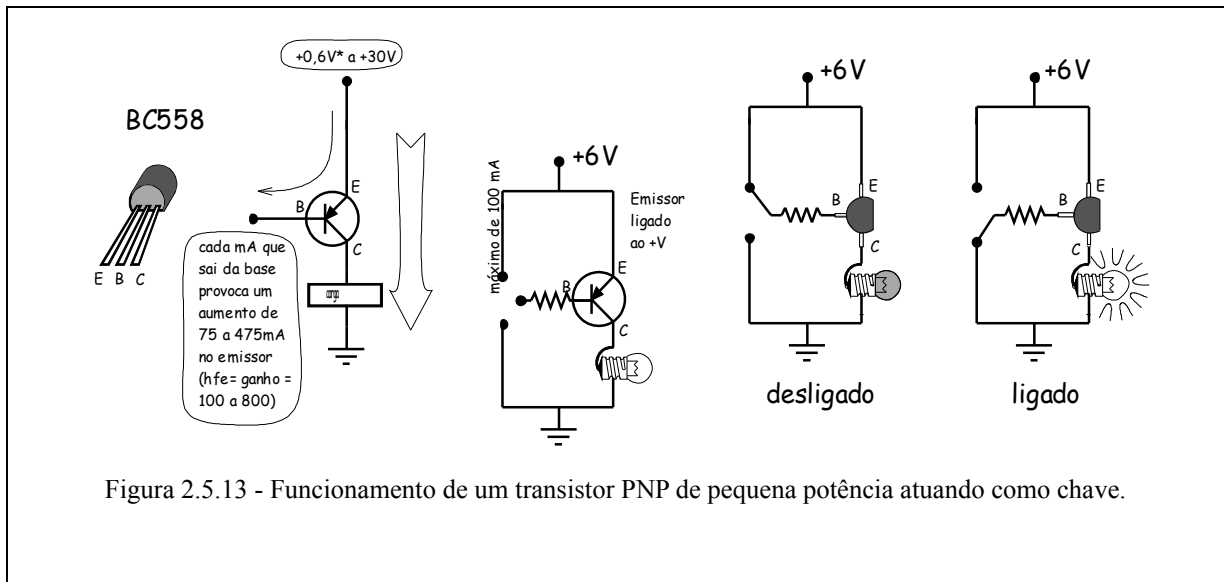 +0,6V* a +30V
BC558
E B C
E
B
C
cada mA que
sai da base
provoca um
aumento de
75 a 475mA
no emissor
(hfe= ganho =
100 a 800)
carga
+6V
máximo de 100 mA
Emissor
ligado
ao +V
E
B
C
+6V
E
B
C
desligado
+6V
E
B
C
ligado
Figura 2.5.13 - Funcionamento de um transistor PNP de pequena potência atuando como chave.